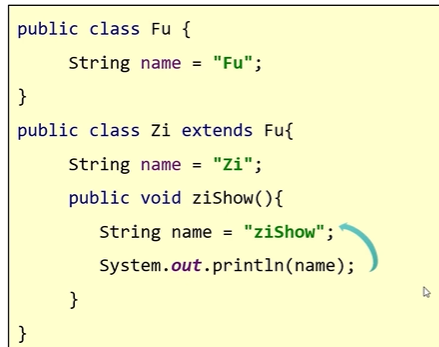 public class Fu {
String name = "Fu";
}
public class Zi extends Fu{
String name = "Zi";
public void ziShow(){
String name = "ziShow";
System.out.println(name);
}
}